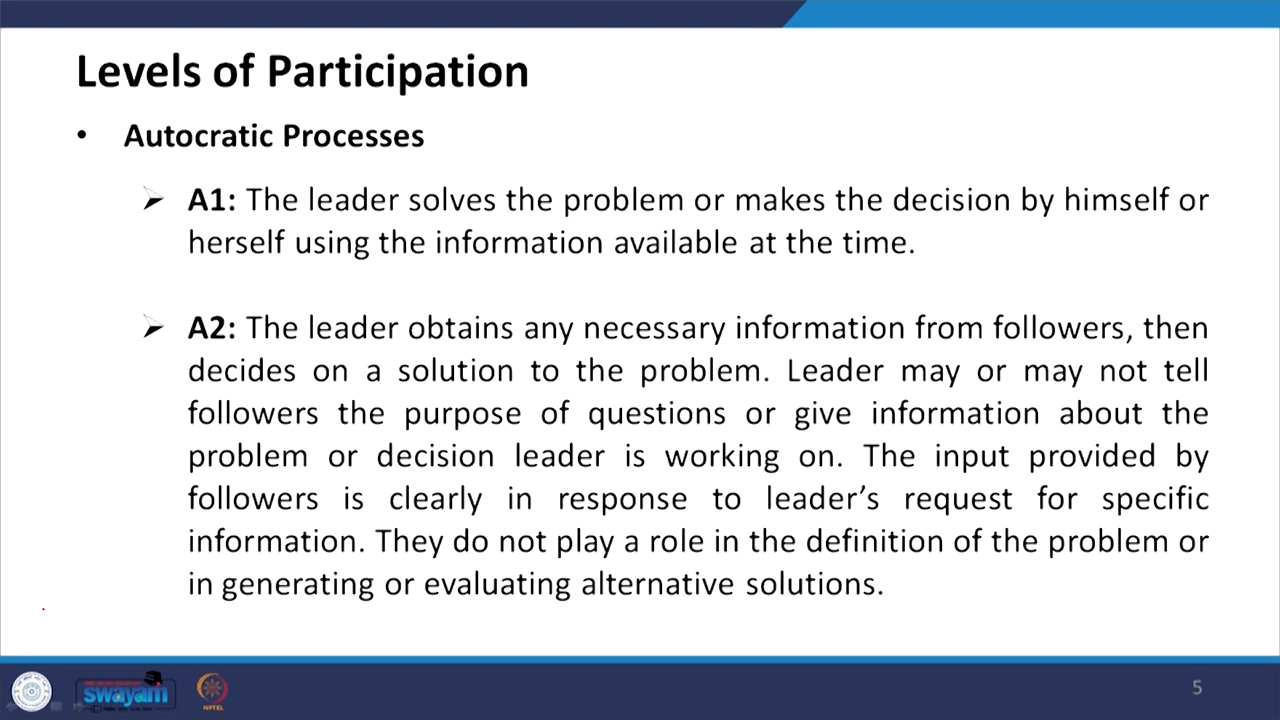 Levels of Participation
• Autocratic Processes
➢ A1: The leader solves the problem or makes the decision by himself or
herself using the information available at the time.
➢ A2: The leader obtains any necessary information from followers, then
decides on a solution to the problem. Leader may or may not tell
followers the purpose of questions or give information about the
problem or decision leader is working on. The input provided by
followers is clearly in response to leader’s request for specific
information. They do not play a role in the definition of the problem or
in generating or evaluating alternative solutions.
swayam
NPTEL
5